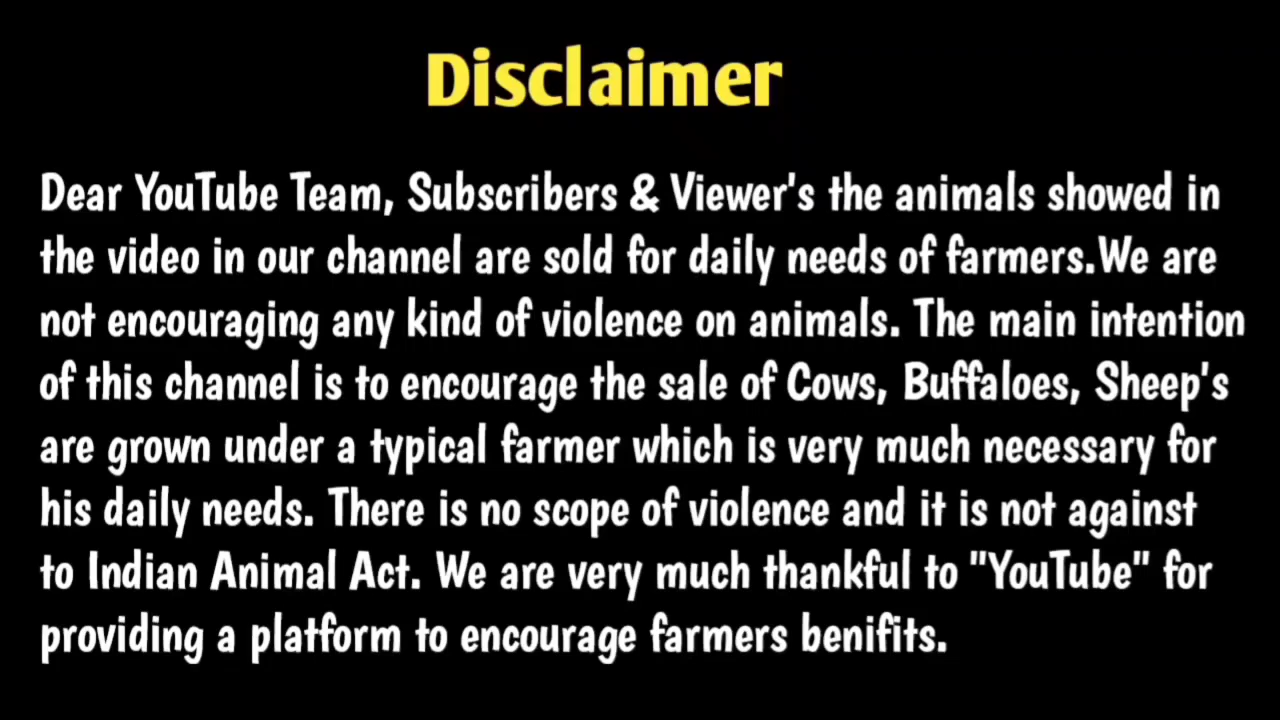 Disclaimer
Dear YouTube Team, Subscribers & Viewer's the animals showed in
the video in our channel are sold for daily needs of farmers.We are
not encouraging any kind of violence on animals. The main intention
of this channel is to encourage the sale of Cows, Buffaloes, Sheep's
are grown under a typical farmer which is very much necessary for
his daily needs. There is no scope of violence and it is not against
to Indian Animal Act. We are very much thankful to "YouTube" for
providing a platform to encourage farmers benifits.